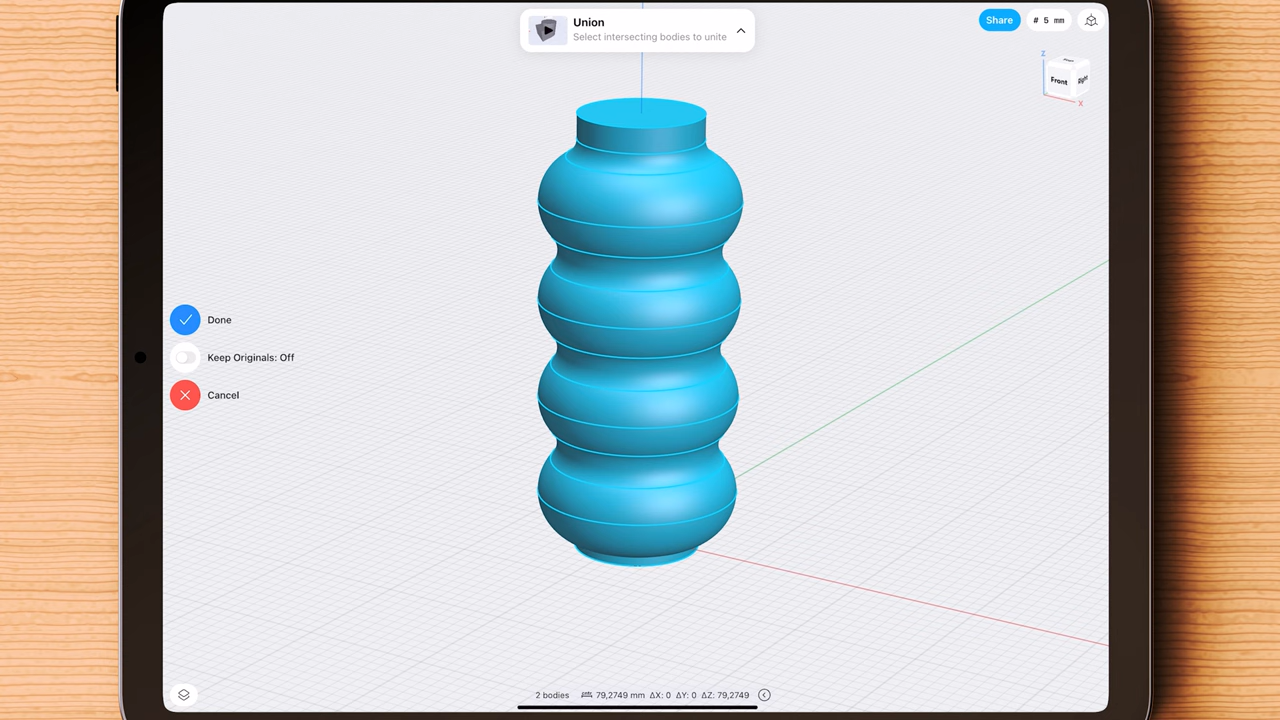 Union
Select intersecting bodies to unite
Share
# 5 mm
Z
Front
Right
X
Done
Keep Originals: Off
Cancel
2 bodies 79,2749 mm ΔX: 0 ΔY: 0 ΔZ: 79,2749